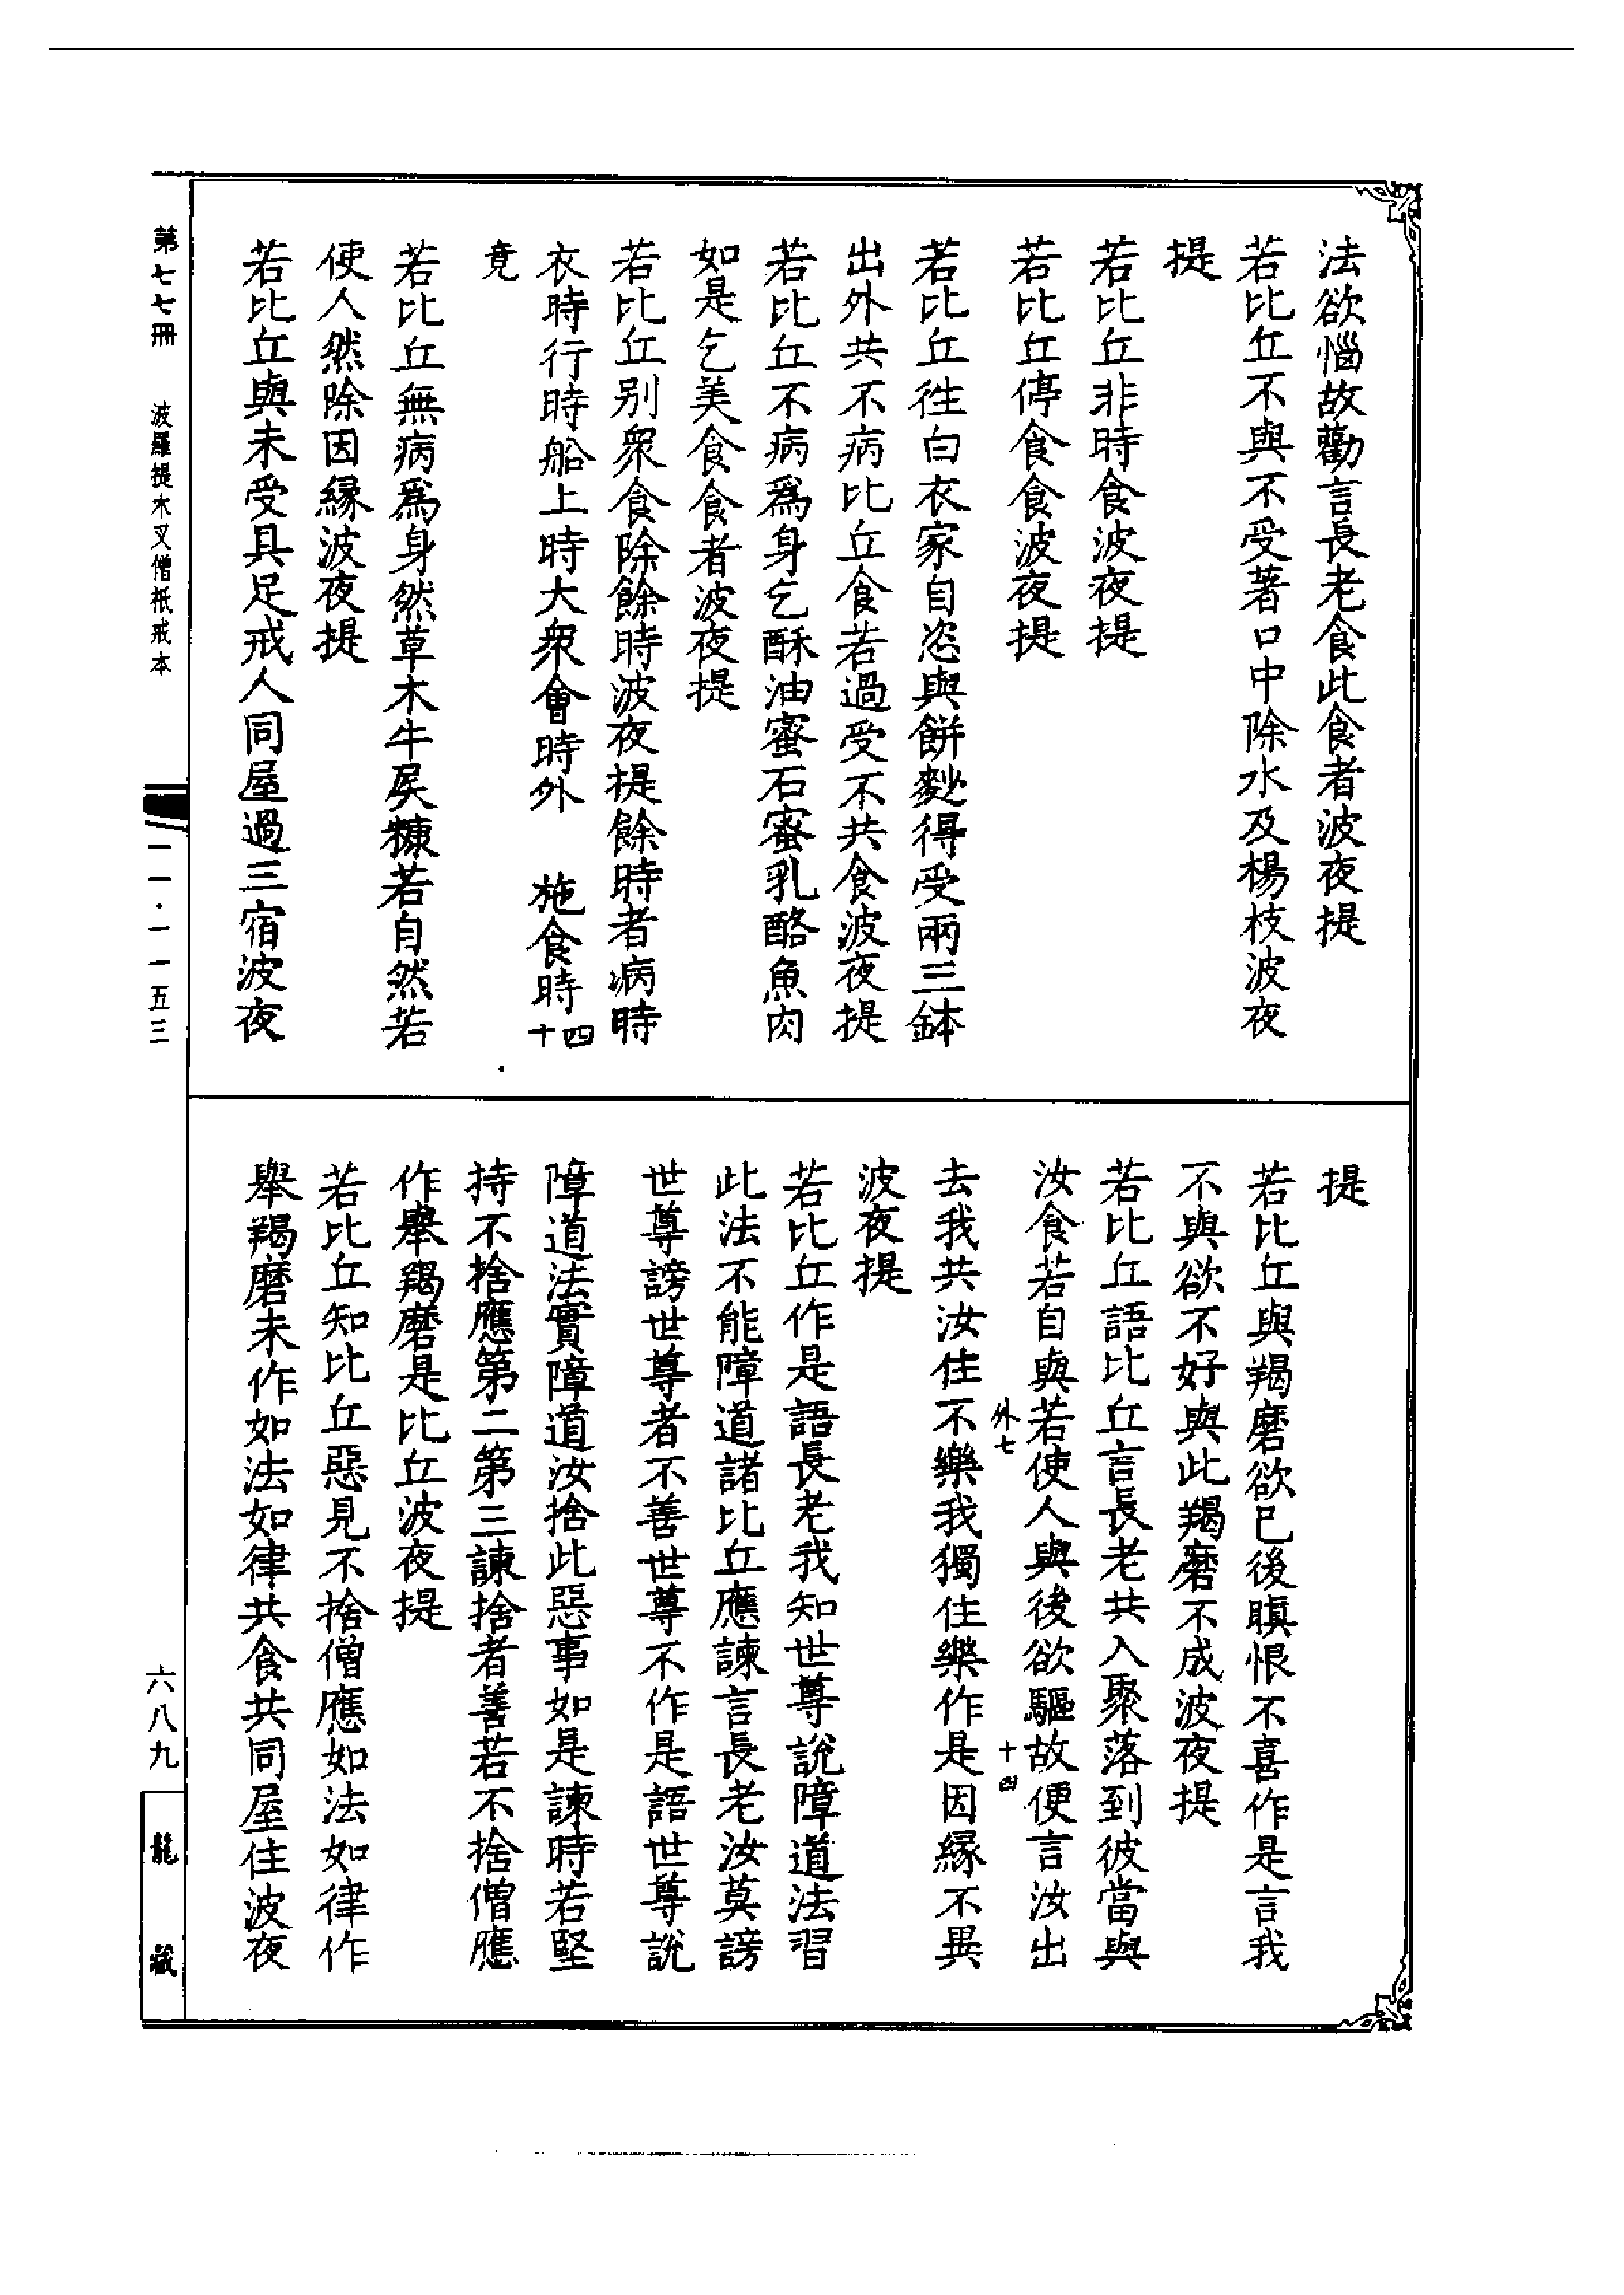 法欲惱故勸言長老食此食者波夜提
若比丘不與不受著口中除水及楊枝波夜
提
若比丘非時食波夜提
若比丘停食食波夜提
若比丘徃白衣家自恣與餅麨得受兩三鉢
出外共不病比丘食若過受不共食波夜提
若比丘不病爲身乞酥油蜜石蜜乳酪魚肉
如是乞美食食者波夜提
若比丘別衆食除餘時波夜提餘時者病時
衣時行時船上時大衆會時外 施食時十四
竟
若比丘無病爲身然草木牛屎糠若自然若
使人然除因縁波夜提
若比丘與未受具足戒人同屋過三宿波夜
提
若比丘與羯磨欲已後瞋恨不喜作是言我
不與欲不好與此羯磨不成波夜提
若比丘語比丘言長老共入聚落到彼當與
汝食若自與若使人與後欲驅故便言汝出
外七 十四
去我共汝住不樂我獨住樂作是因縁不異
波夜提
若比丘作是語長老我知世尊說障道法習
此法不能障道諸比丘應諫言長老汝莫謗
世尊謗世尊者不善世尊不作是語世尊說
障道法實障道汝捨此惡事如是諫時若堅
持不捨應第二第三諫捨者善若不捨僧應
作舉羯磨是比丘波夜提
若比丘知比丘惡見不捨僧應如法如律作
舉羯磨未作如法如律共食共同屋住波夜
第七七冊 波羅提木叉僧祇戒本 一一·一一五三 六八九 龍藏